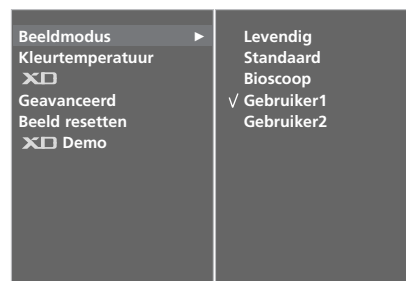 Beeldmodus ►
Kleurtemperatuur
XD
Geavanceerd
Beeld resetten
XD Demo
Levendig
Standaard
Bioscoop
√ Gebruiker1
Gebruiker2